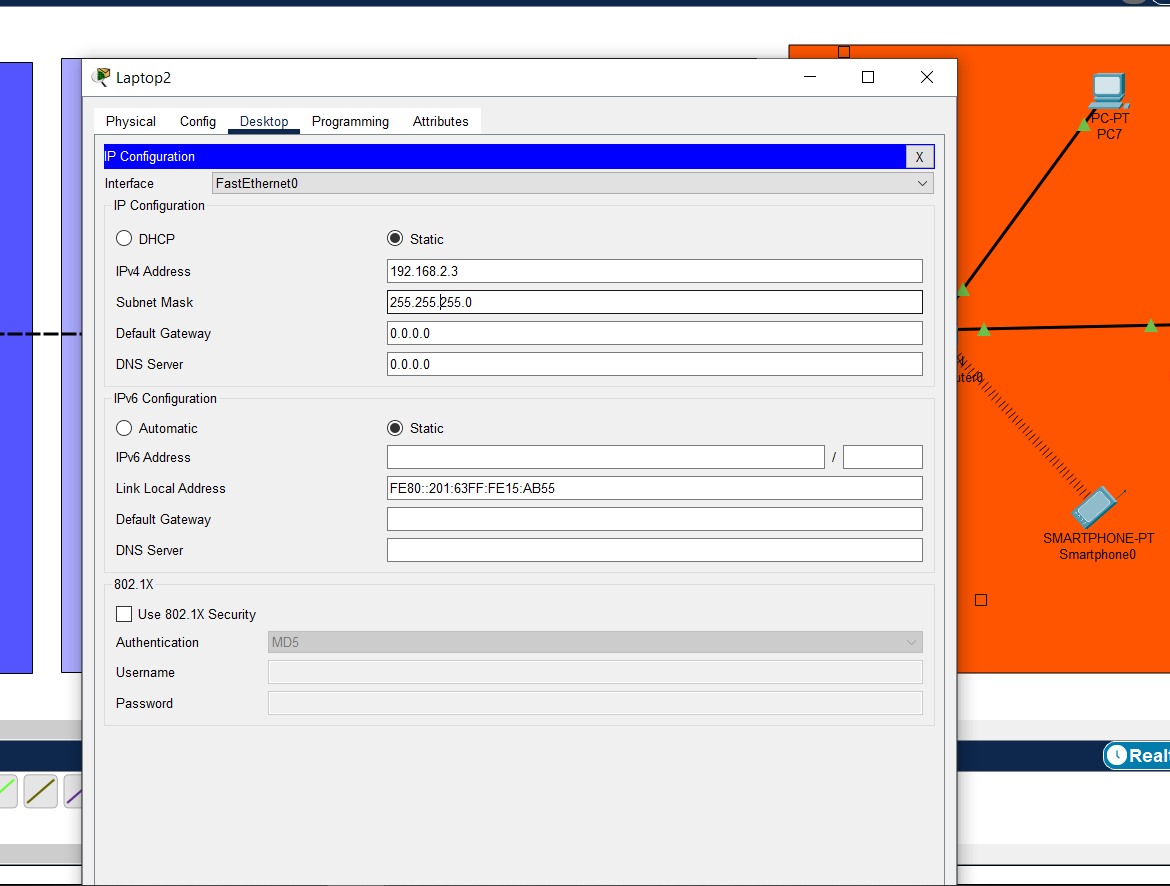 Laptop2
Physical Config Desktop Programming Attributes
IP Configuration X
Interface FastEthernet0
IP Configuration
DHCP Static
IPv4 Address 192.168.2.3
Subnet Mask 255.255.255.0
Default Gateway 0.0.0.0
DNS Server 0.0.0.0
IPv6 Configuration
Automatic Static
IPv6 Address /
Link Local Address FE80::201:63FF:FE15:AB55
Default Gateway
DNS Server
802.1X
Use 802.1X Security
Authentication MD5
Username
Password
PC-PT
PC7
uter0
SMARTPHONE-PT
Smartphone0
Realt